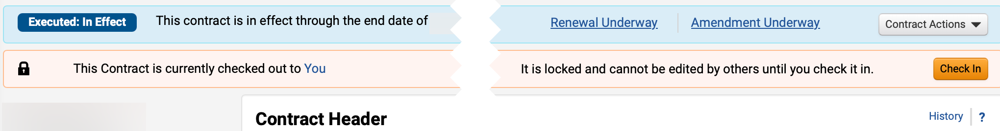 Executed: In Effect This contract is in effect through the end date of Renewal Underway Amendment Underway Contract Actions
This Contract is currently checked out to You It is locked and cannot be edited by others until you check it in. Check In
Contract Header History ?